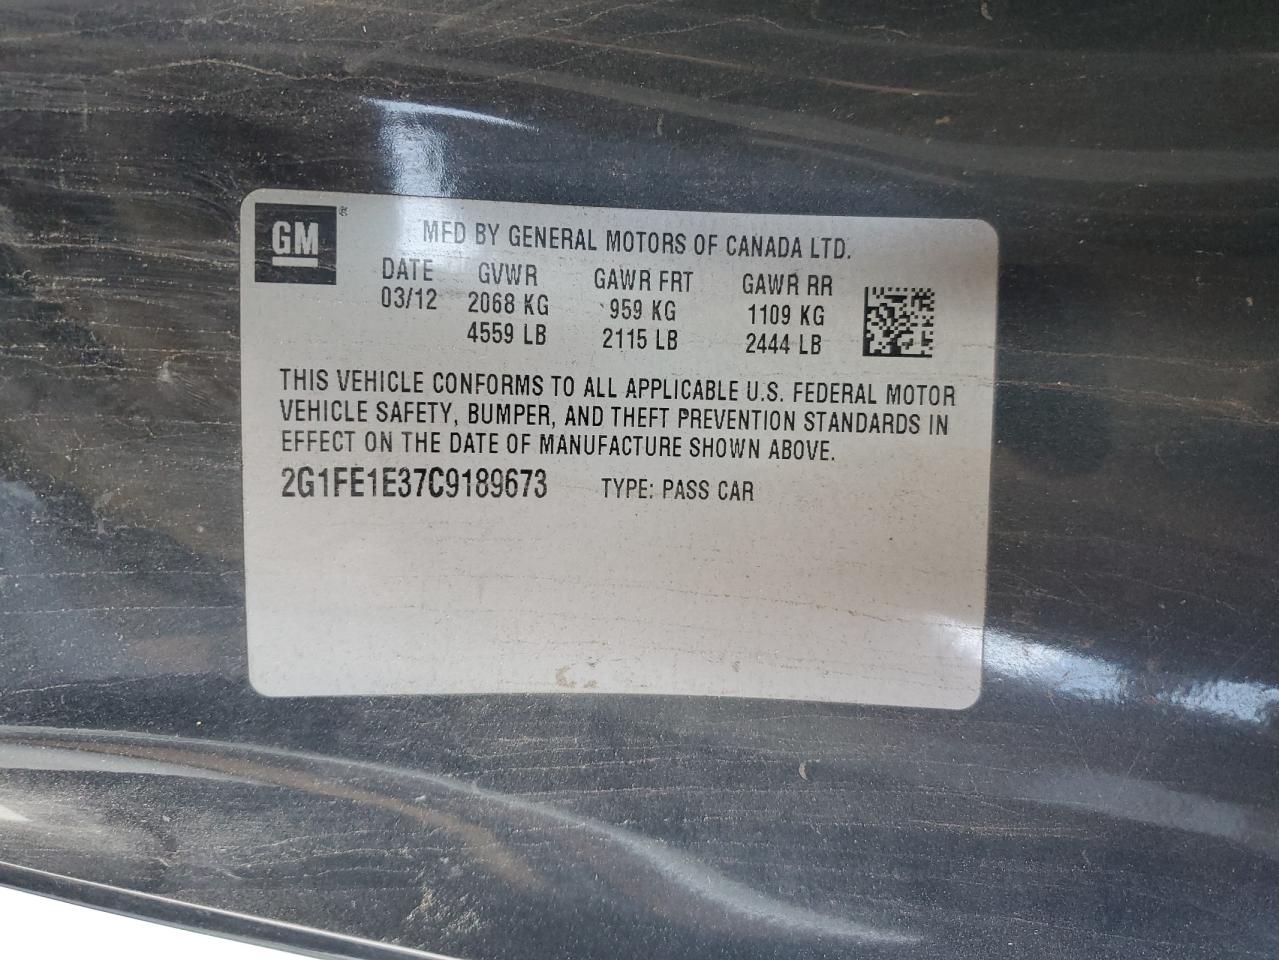 GM ®
MFD BY GENERAL MOTORS OF CANADA LTD.
DATE GVWR GAWR FRT GAWR RR
03/12 2068 KG 959 KG 1109 KG
4559 LB 2115 LB 2444 LB
THIS VEHICLE CONFORMS TO ALL APPLICABLE U.S. FEDERAL MOTOR
VEHICLE SAFETY, BUMPER, AND THEFT PREVENTION STANDARDS IN
EFFECT ON THE DATE OF MANUFACTURE SHOWN ABOVE.
2G1FE1E37C9189673 TYPE: PASS CAR